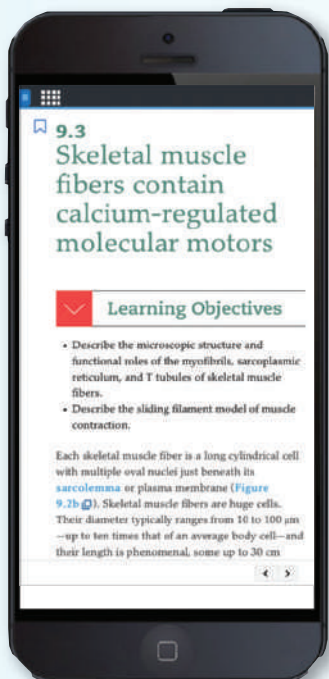 9.3
Skeletal muscle
fibers contain
calcium-regulated
molecular motors
Learning Objectives
• Describe the microscopic structure and
functional roles of the myofibrils, sarcoplasmic
reticulum, and T tubules of skeletal muscle
fibers.
• Describe the sliding filament model of muscle
contraction.
Each skeletal muscle fiber is a long cylindrical cell
with multiple oval nuclei just beneath its
sarcolemma or plasma membrane (Figure
9.2b). Skeletal muscle fibers are huge cells.
Their diameter typically ranges from 10 to 100 µm
—up to ten times that of an average body cell—and
their length is phenomenal, some up to 30 cm